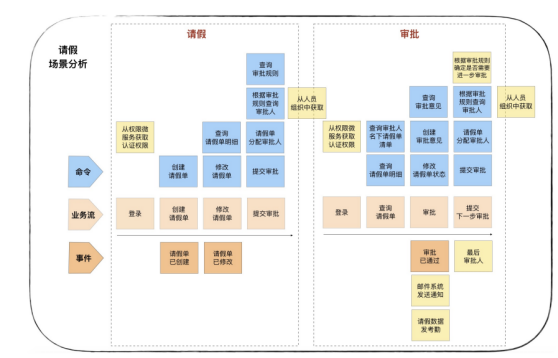 请假
场景分析
请假
审批
查询
审批规则
根据审批
规则查询
审批人
从人员
组织中获取
从权限微
服务获取
认证权限
查询
请假单明细
请假单
分配审批人
命令
创建
请假单
修改
请假单
提交审批
业务流
登录
创建
请假单
修改
请假单
提交审批
事件
请假单
已创建
请假单
已修改
根据审批规则
确定是否需要
进一步审批
查询
审批意见
根据审批
规则查询
审批人
从人员
组织中获取
从权限微
服务获取
认证权限
查询审批人
名下请假单
清单
创建
审批意见
请假单
分配审批人
查询
请假单明细
修改
请假单状态
提交审批
登录
查询
请假单
审批
提交
下一步审批
审批
已通过
最后
审批人
邮件系统
发送通知
请假数据
发考勤